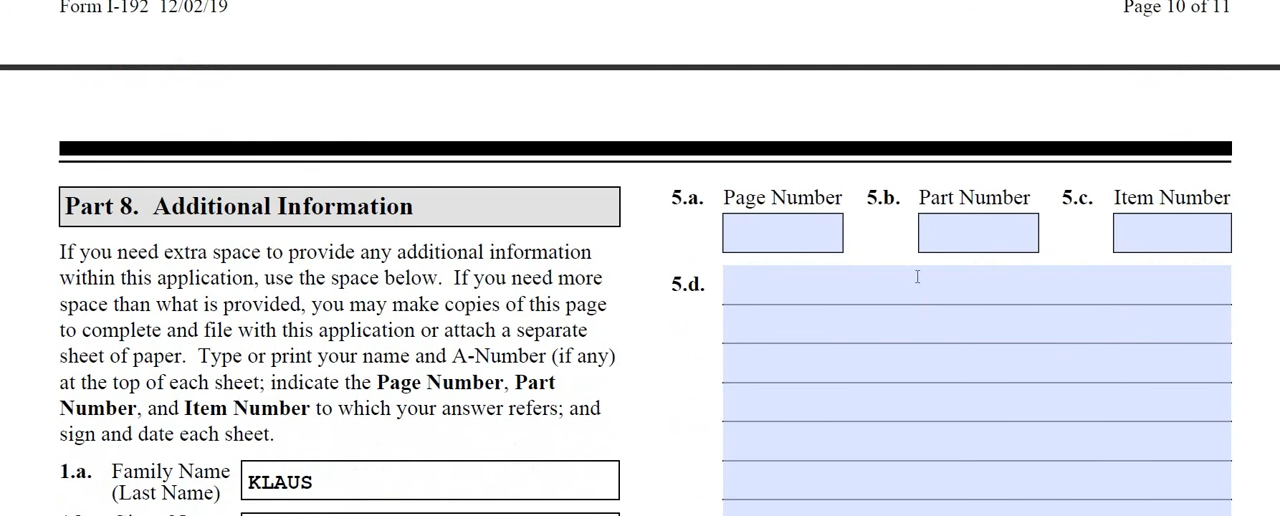 Form I-192 12/02/19
Page 10 of 11
Part 8. Additional Information
If you need extra space to provide any additional information
within this application, use the space below. If you need more
space than what is provided, you may make copies of this page
to complete and file with this application or attach a separate
sheet of paper. Type or print your name and A-Number (if any)
at the top of each sheet; indicate the Page Number, Part
Number, and Item Number to which your answer refers; and
sign and date each sheet.
1.a. Family Name
(Last Name)
KLAUS
5.a. Page Number 5.b. Part Number 5.c. Item Number
5.d.